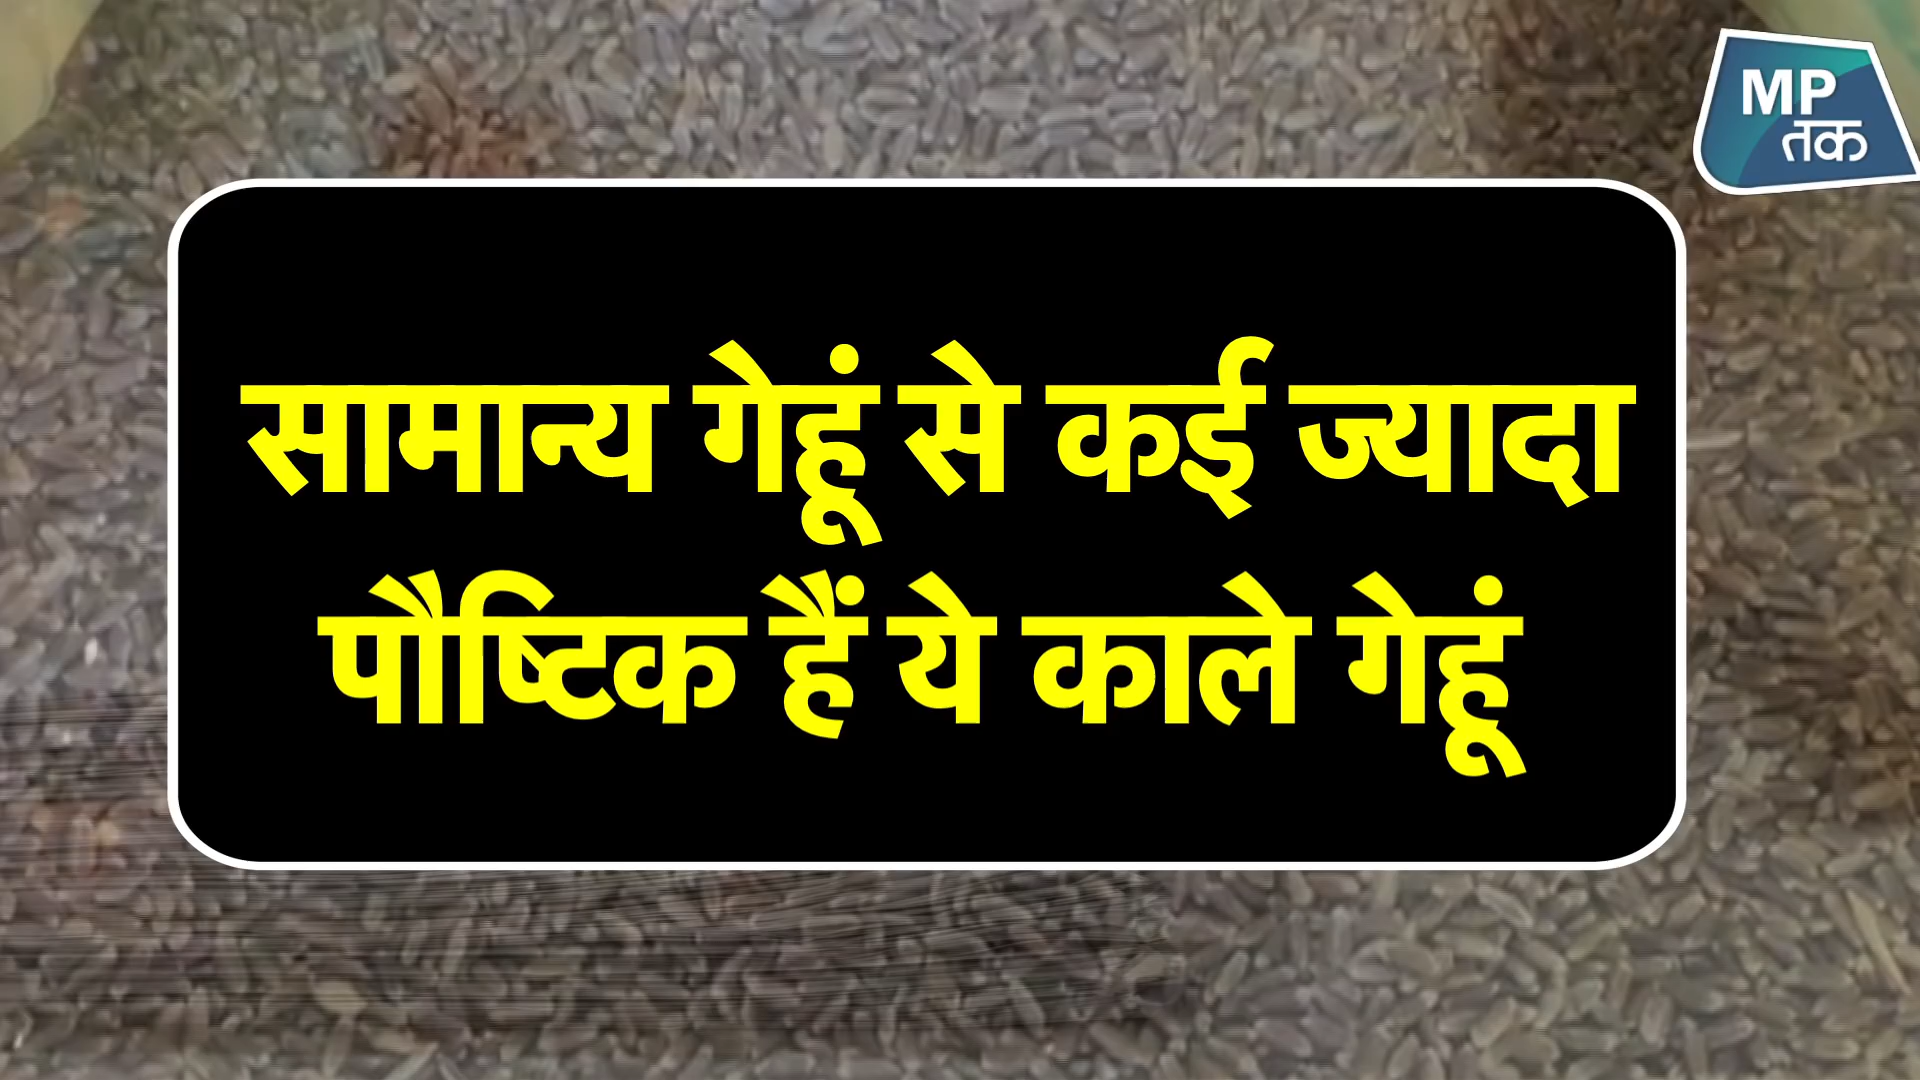 MP
तक
सामान्य गेहूं से कई ज्यादा
पौष्टिक हैं ये काले गेहूं